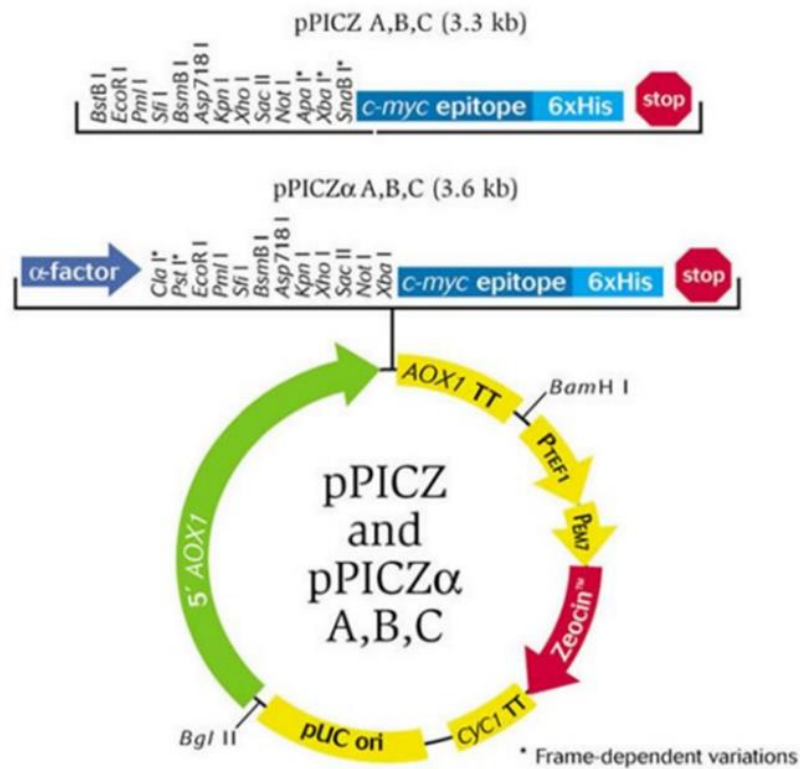 pPICZ A,B,C (3.3 kb)
BstB I
EcoR I
Pml I
Sfi I
BsmB I
Asp718 I
Kpn I
Xho I
Sac II
Not I
Apa I*
Xba I*
SnaB I*
c-myc epitope
6xHis
stop
pPICZα A,B,C (3.6 kb)
α-factor
Cla I*
Pst I*
EcoR I
Pml I
Sfi I
BsmB I
Asp718 I
Kpn I
Xho I
Sac II
Not I
Xba I
c-myc epitope
6xHis
stop
AOX1 TT
BamH I
PTEF1
PEM7
Zeocin™
CYC1 TT
pUC ori
Bgl II
5´ AOX1
pPICZ
and
pPICZα
A,B,C
* Frame-dependent variations